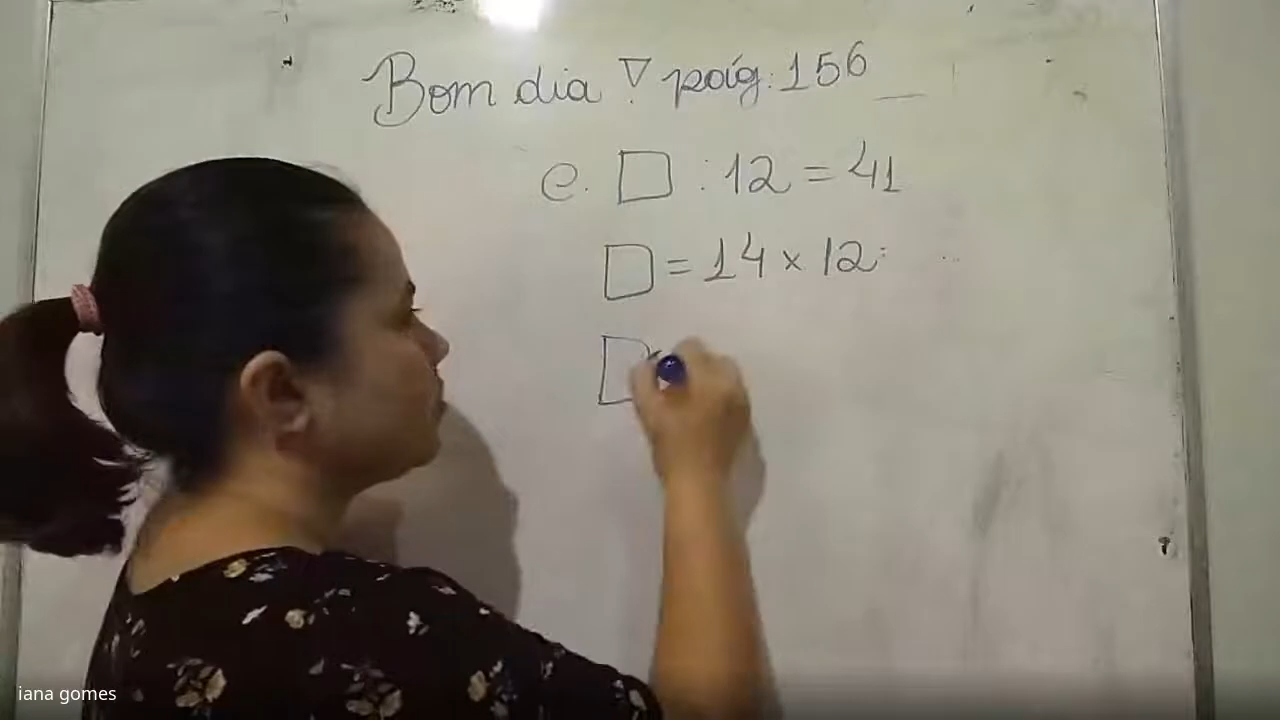 Bom dia ! pág: 156
e. □ : 12 = 41
□ = 14 x 12
□
iana gomes